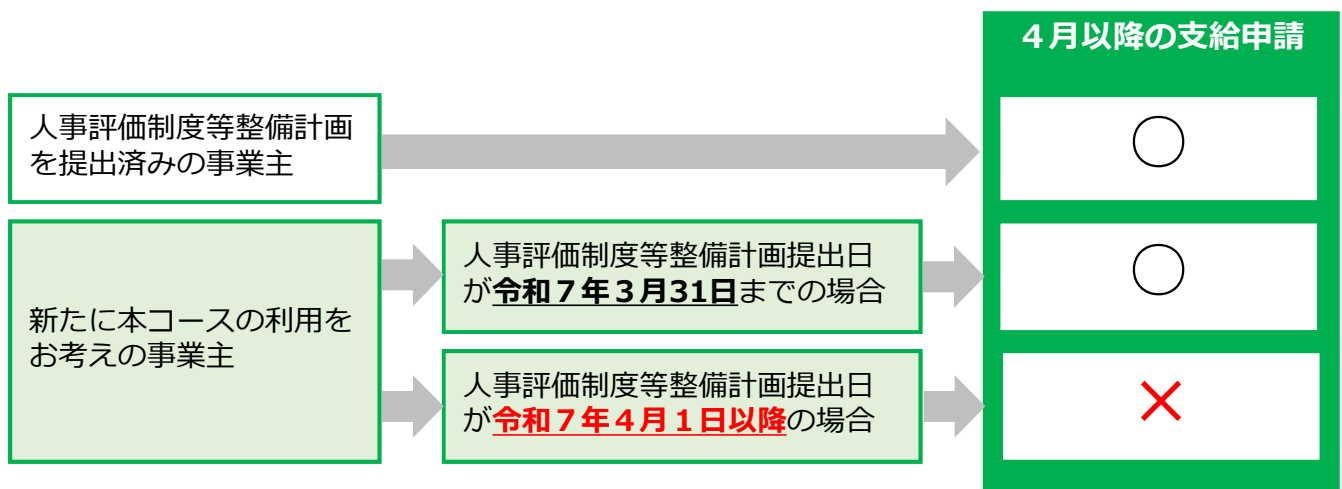 ４月以降の支給申請
人事評価制度等整備計画
を提出済みの事業主
〇
新たに本コースの利用を
お考えの事業主
人事評価制度等整備計画提出日
が令和７年３月31日までの場合
〇
人事評価制度等整備計画提出日
が令和７年４月１日以降の場合
×